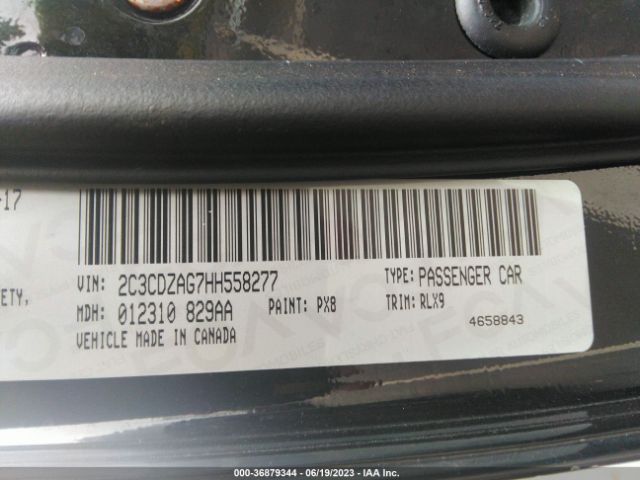 -17
ETY,
VIN: 2C3CDZAG7HH558277 TYPE: PASSENGER CAR
MDH: 012310 829AA PAINT: PX8 TRIM: RLX9
VEHICLE MADE IN CANADA 4658843
000-36879344 / 06/19/2023 - IAA Inc.